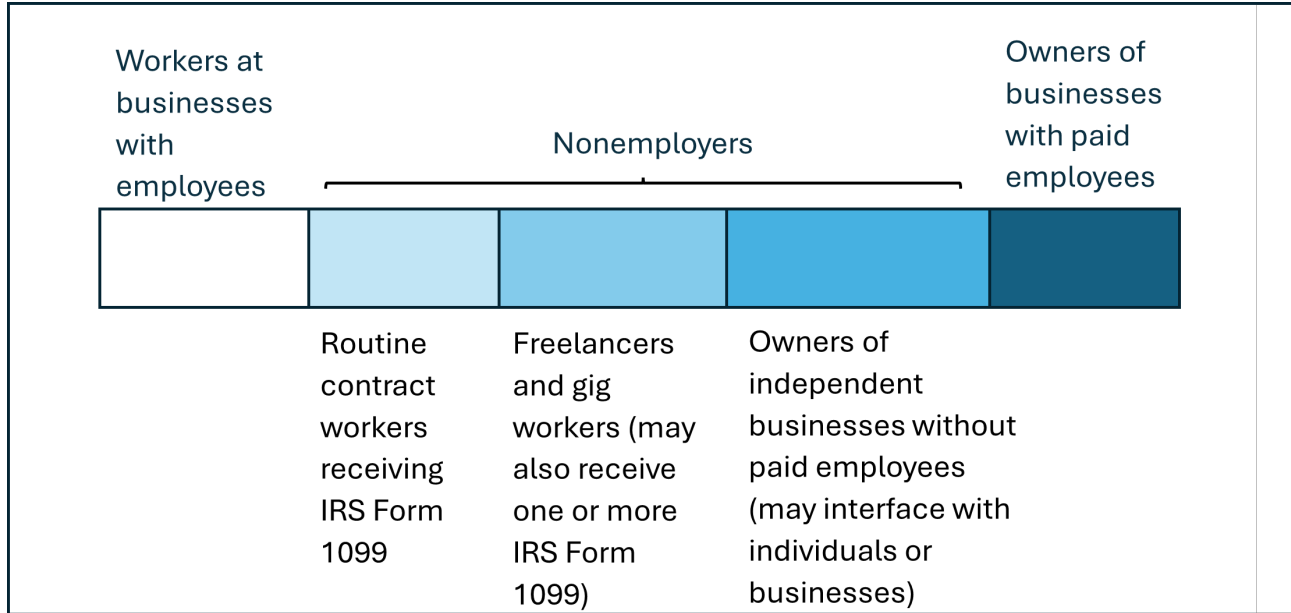 Workers at
businesses
with
employees
Nonemployers
Owners of
businesses
with paid
employees
Routine
contract
workers
receiving
IRS Form
1099
Freelancers
and gig
workers (may
also receive
one or more
IRS Form
1099)
Owners of
independent
businesses without
paid employees
(may interface with
individuals or
businesses)